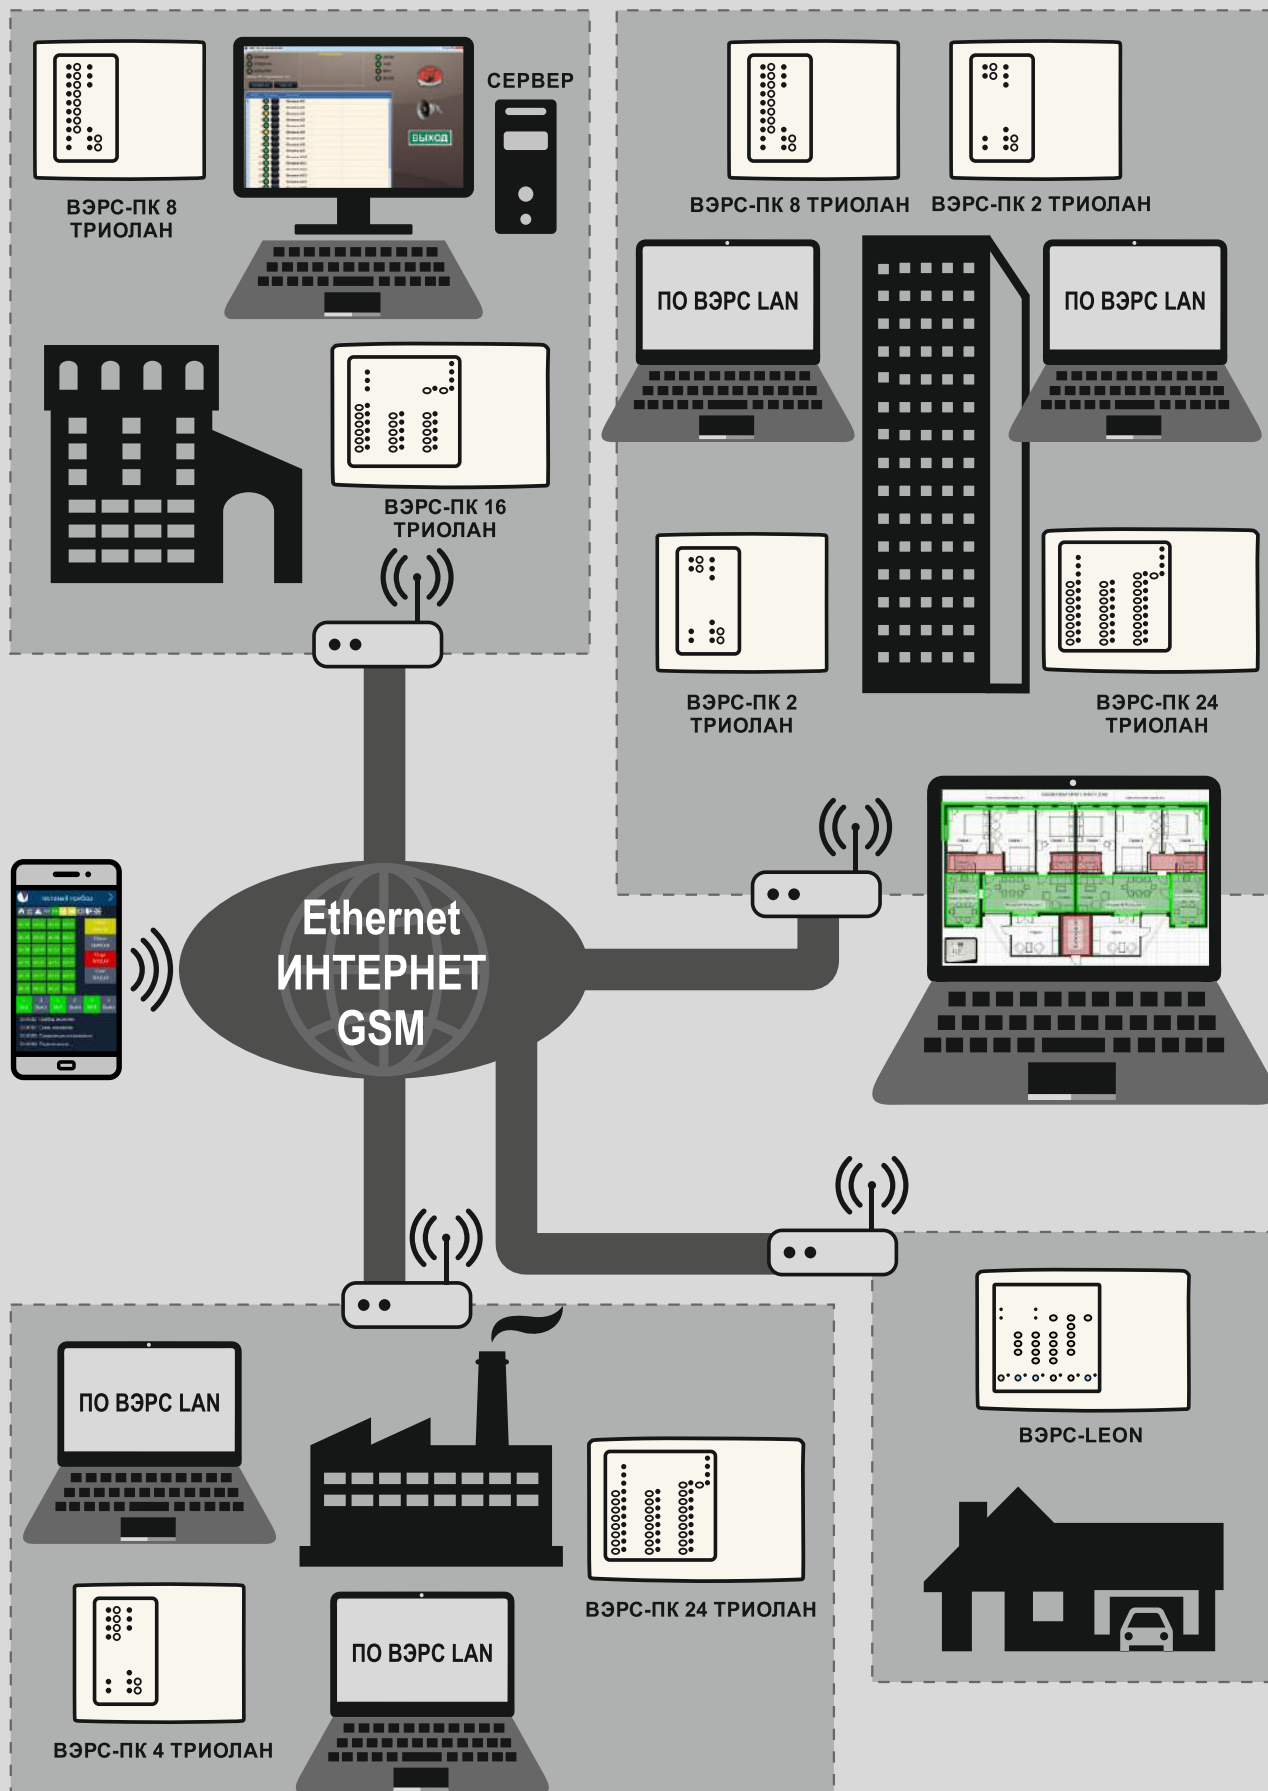 СЕРВЕР
ВЫХОД
ВЭРС-ПК 8
ТРИОЛАН
ВЭРС-ПК 16
ТРИОЛАН
ВЭРС-ПК 8 ТРИОЛАН
ВЭРС-ПК 2 ТРИОЛАН
ПО ВЭРС LAN
ПО ВЭРС LAN
ВЭРС-ПК 2
ТРИОЛАН
ВЭРС-ПК 24
ТРИОЛАН
Ethernet
ИНТЕРНЕТ
GSM
ПО ВЭРС LAN
ВЭРС-ПК 24 ТРИОЛАН
ВЭРС-ПК 4 ТРИОЛАН
ПО ВЭРС LAN
ВЭРС-LEON